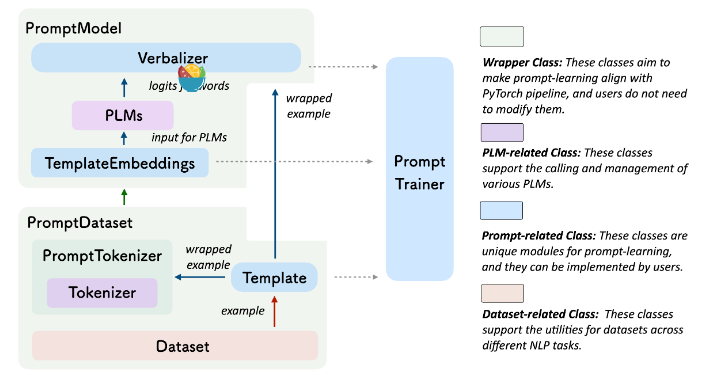 PromptModel
Verbalizer
logits words
PLMs
input for PLMs
TemplateEmbeddings
wrapped
example
PromptDataset
PromptTokenizer
Tokenizer
wrapped
example
Template
example
Dataset
Prompt
Trainer
Wrapper Class: These classes aim to
make prompt-learning align with
PyTorch pipeline, and users do not need
to modify them.
PLM-related Class: These classes
support the calling and management of
various PLMs.
Prompt-related Class: These classes are
unique modules for prompt-learning,
and they can be implemented by users.
Dataset-related Class: These classes
support the utilities for datasets across
different NLP tasks.